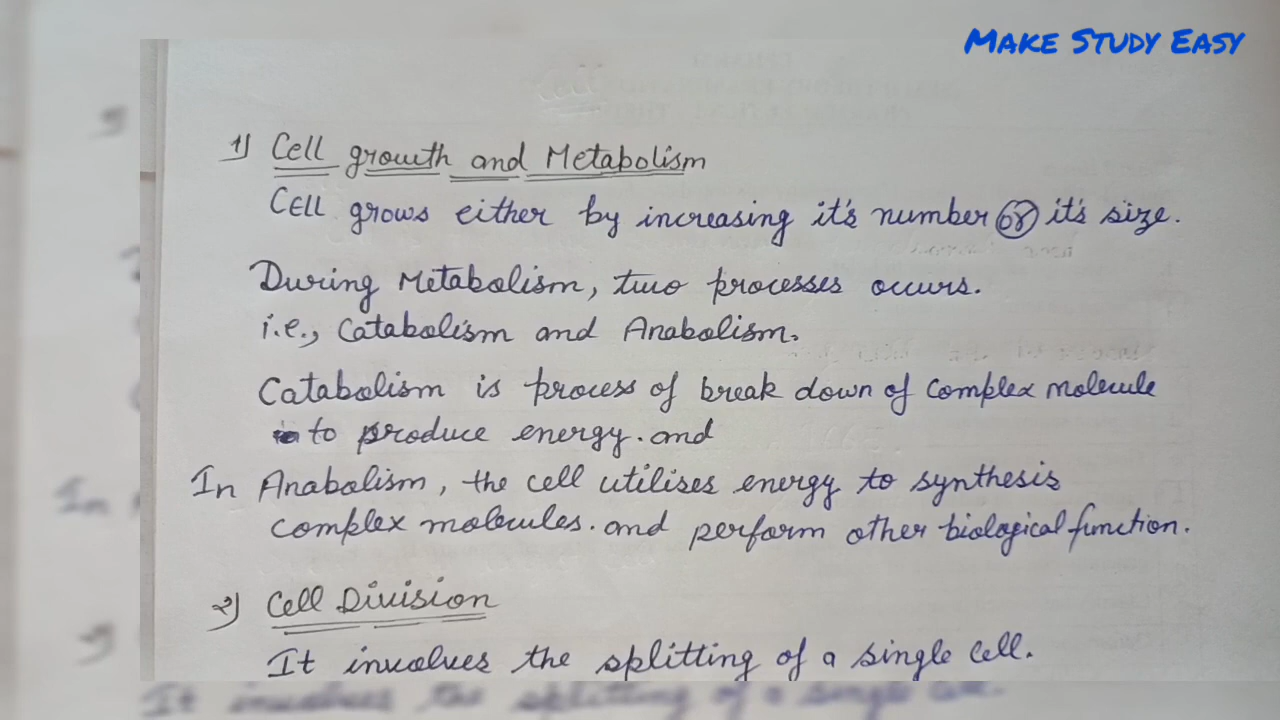 MAKE STUDY EASY
1) Cell growth and Metabolism
Cell grows either by increasing it's number or it's size.
During Metabolism, two processes occurs.
i.e., Catabolism and Anabolism.
Catabolism is process of break down of complex molecule
to produce energy. and
In Anabolism, the cell utilises energy to synthesis
complex molecules. and perform other biological function.
2) Cell Division
It involves the splitting of a single cell.